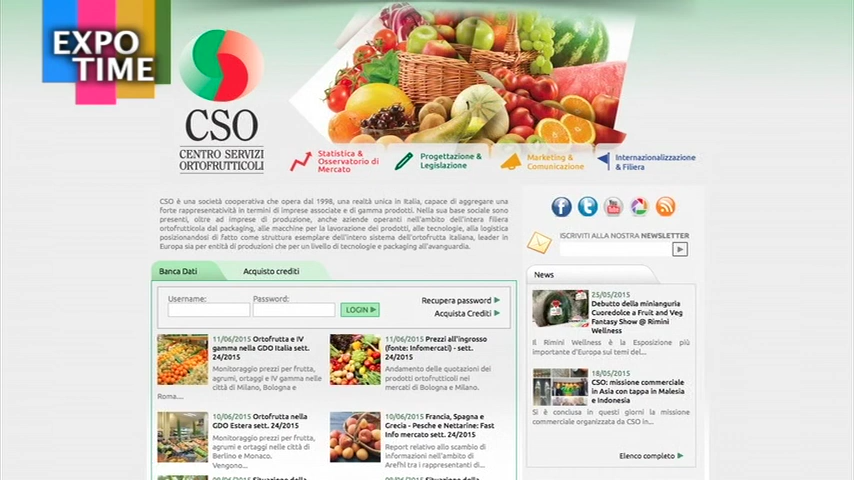 EXPO
TIME
CSO
CENTRO SERVIZI
ORTOFRUTTICOLI
Statistica &
Osservatorio di
Mercato
Progettazione &
Legislazione
Marketing &
Comunicazione
Internazionalizzazione
& Filiera
CSO è una società cooperativa che opera dal 1998, una realtà unica in Italia, capace di aggregare una
forte rappresentatività in termini di imprese associate e di gamma prodotti. Nella sua base sociale sono
presenti, oltre ad imprese di produzione, anche aziende operanti nell'ambito dell'intera filiera
ortofrutticola dal packaging, alle macchine per la lavorazione dei prodotti, alle tecnologie, alla logistica
posizionandosi di fatto come strutture esemplare dell'intero sistema dell'ortofrutta italiana, leader in
Europa sia per entità di produzioni che per un livello di tecnologie e packaging all'avanguardia.
You
Tube
ISCRIVITI ALLA NOSTRA NEWSLETTER
Banca Dati
Acquisto crediti
Username:
Password:
LOGIN
Recupera password
Acquista Crediti
11/06/2015 Ortofrutta e IV
gamma nella GDO Italia sett.
24/2015
Monitoraggio prezzi per frutta,
agrumi, ortaggi e IV gamma nelle
città di Milano, Bologna e
Roma....
11/06/2015 Prezzi all'ingrosso
(fonte: Infomercati) - sett.
24/2015
Andamento delle quotazioni dei
prodotti ortofrutticoli nei
mercati di Bologna e Milano.
10/06/2015 Ortofrutta nella
GDO Estera sett. 24/2015
Monitoraggio prezzi per frutta,
agrumi e ortaggi nelle città di
Berlino e Monaco.
Vengono...
10/06/2015 Francia, Spagna e
Grecia - Pesche e Nettarine: Fast
Info mercato sett. 24/2015
Report relativo allo scambio di
informazioni nell'ambito di
Arefhl tra i rappresentanti di...
News
25/05/2015
Debutto della minianguria
Cuoredolce a Fruit and Veg
Fantasy Show @ Rimini
Wellness
Il Rimini Wellness è la Esposizione più
importante d'Europa sui temi del...
18/05/2015
CSO: missione commerciale
in Asia con tappa in Malesia
e Indonesia
Si è conclusa in questi giorni la missione
commerciale organizzata da CSO in...
Elenco completo